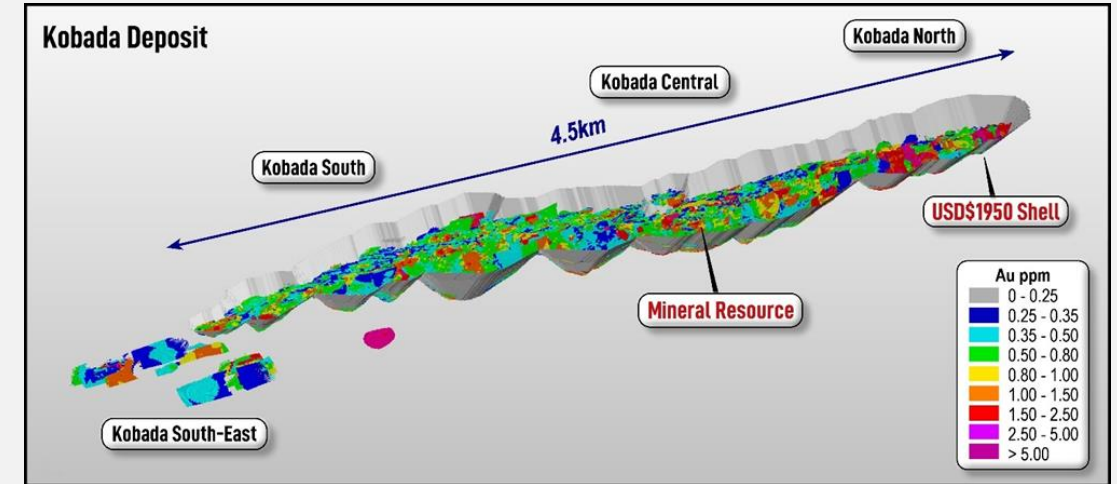 Kobada Deposit
Kobada North
Kobada Central
4.5km
Kobada South
USD$1950 Shell
Mineral Resource
Kobada South-East
Au ppm
0 - 0.25
0.25 - 0.35
0.35 - 0.50
0.50 - 0.80
0.80 - 1.00
1.00 - 1.50
1.50 - 2.50
2.50 - 5.00
> 5.00